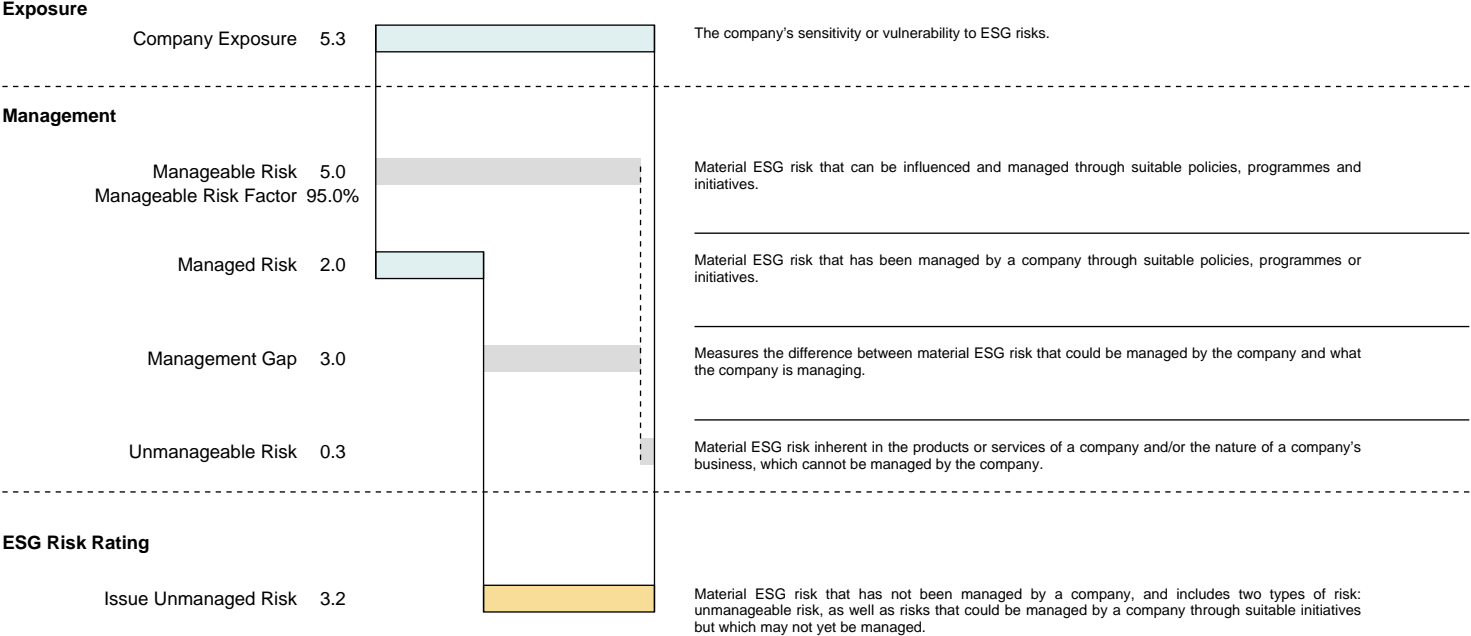 Exposure
Company Exposure 5.3
The company’s sensitivity or vulnerability to ESG risks.
Management
Manageable Risk 5.0
Manageable Risk Factor 95.0%
Material ESG risk that can be influenced and managed through suitable policies, programmes and
initiatives.
Managed Risk 2.0
Material ESG risk that has been managed by a company through suitable policies, programmes or
initiatives.
Management Gap 3.0
Measures the difference between material ESG risk that could be managed by the company and what
the company is managing.
Unmanageable Risk 0.3
Material ESG risk inherent in the products or services of a company and/or the nature of a company’s
business, which cannot be managed by the company.
ESG Risk Rating
Issue Unmanaged Risk 3.2
Material ESG risk that has not been managed by a company, and includes two types of risk:
unmanageable risk, as well as risks that could be managed by a company through suitable initiatives
but which may not yet be managed.